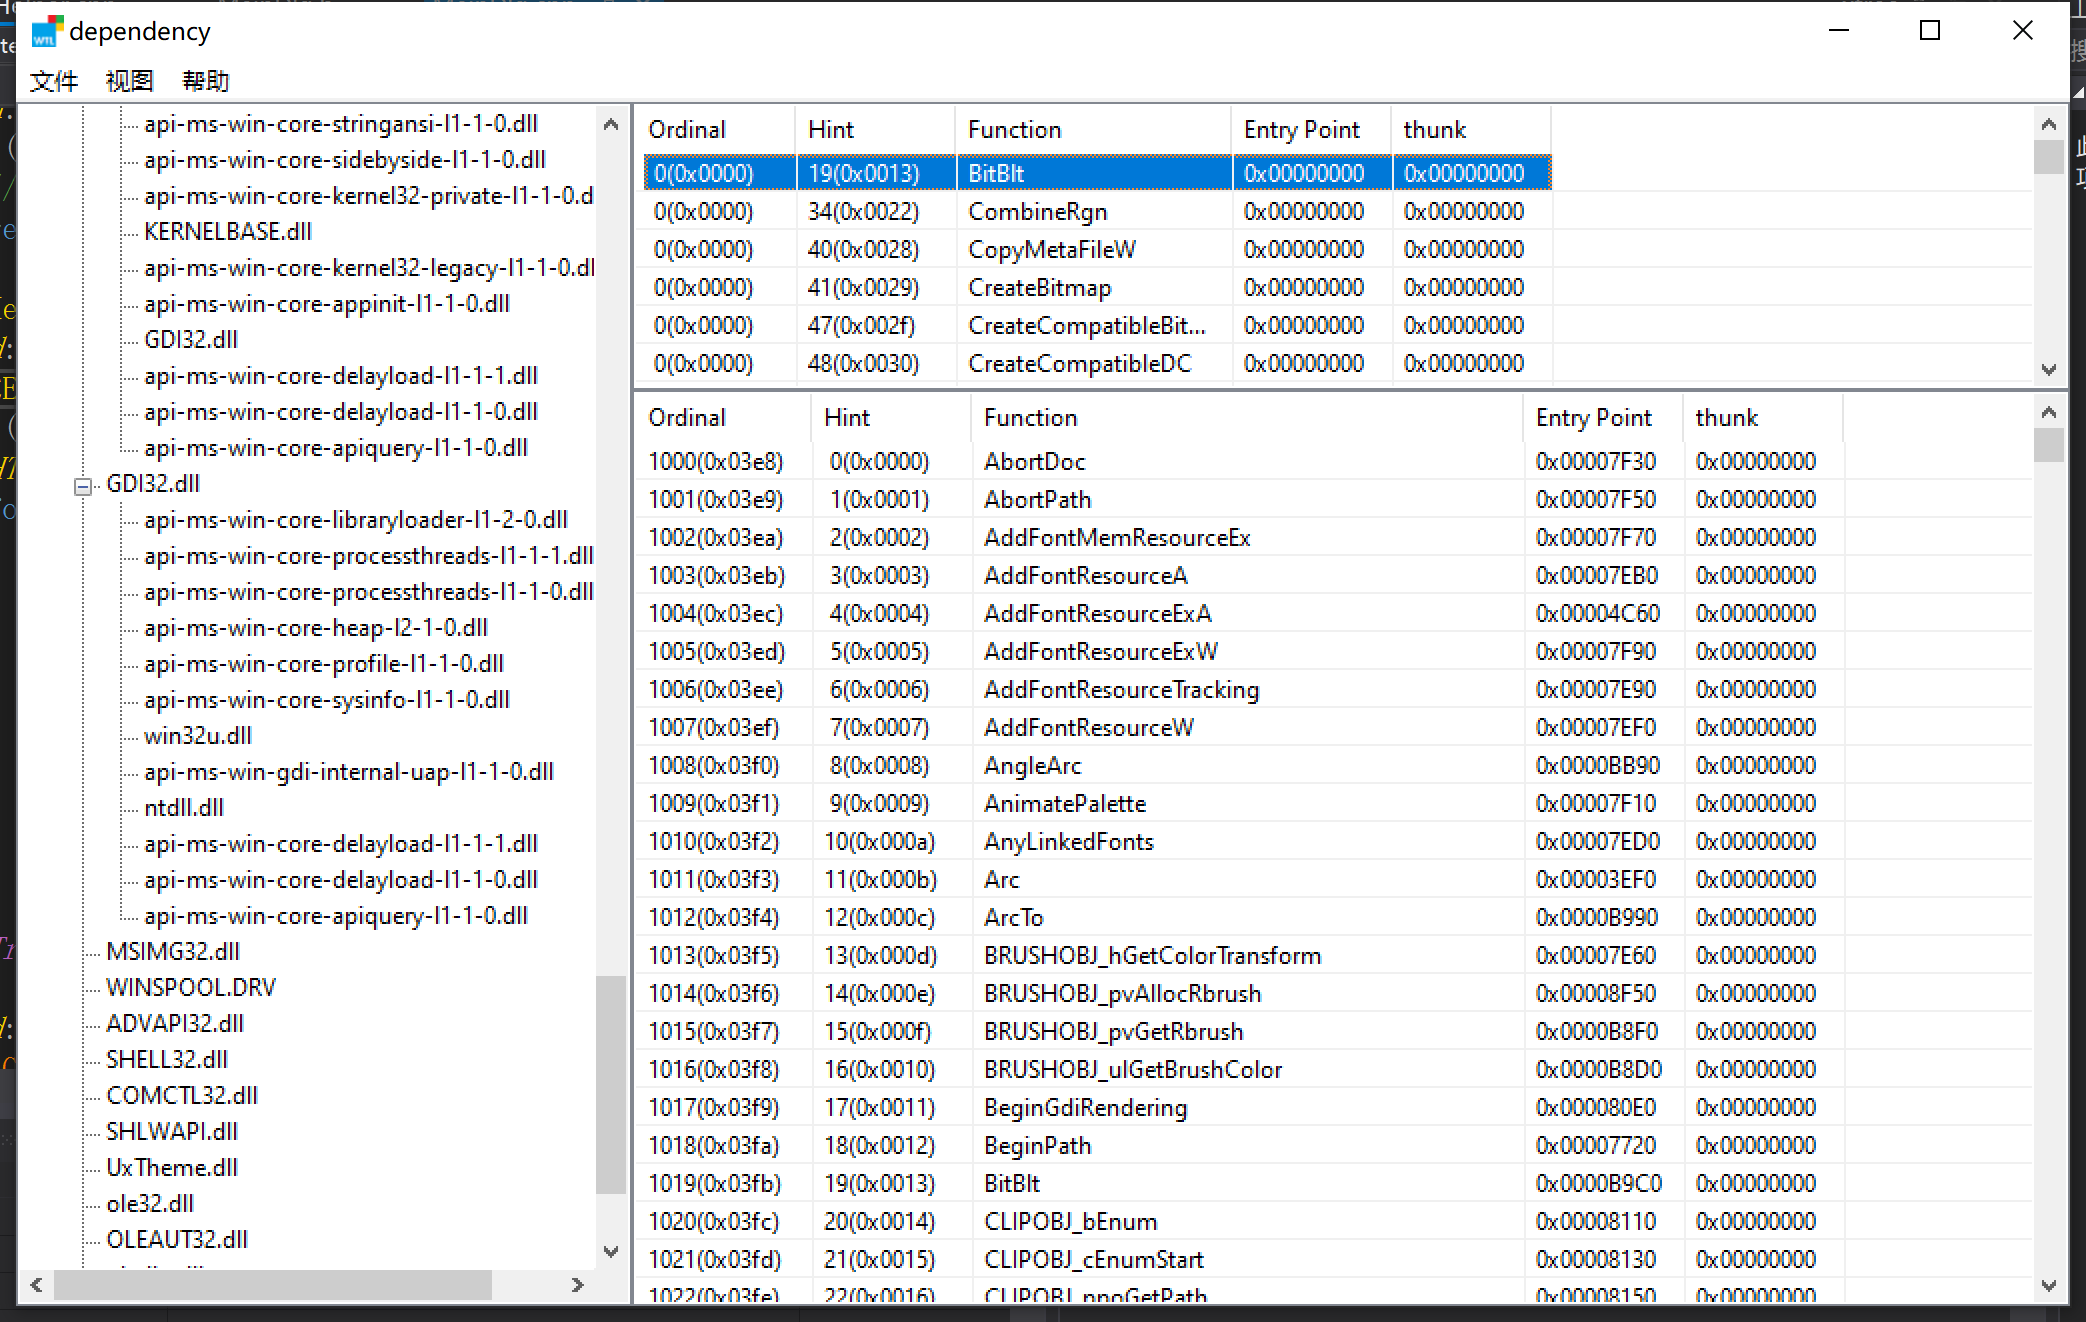 WTL dependency
文件 视图 帮助
api-ms-win-core-stringansi-l1-1-0.dll
api-ms-win-core-sidebyside-l1-1-0.dll
api-ms-win-core-kernel32-private-l1-1-0.d
KERNELBASE.dll
api-ms-win-core-kernel32-legacy-l1-1-0.dl
api-ms-win-core-appinit-l1-1-0.dll
GDI32.dll
api-ms-win-core-delayload-l1-1-1.dll
api-ms-win-core-delayload-l1-1-0.dll
api-ms-win-core-apiquery-l1-1-0.dll
GDI32.dll
api-ms-win-core-libraryloader-l1-2-0.dll
api-ms-win-core-processthreads-l1-1-1.dll
api-ms-win-core-processthreads-l1-1-0.dll
api-ms-win-core-heap-l2-1-0.dll
api-ms-win-core-profile-l1-1-0.dll
api-ms-win-core-sysinfo-l1-1-0.dll
win32u.dll
api-ms-win-gdi-internal-uap-l1-1-0.dll
ntdll.dll
api-ms-win-core-delayload-l1-1-1.dll
api-ms-win-core-delayload-l1-1-0.dll
api-ms-win-core-apiquery-l1-1-0.dll
MSIMG32.dll
WINSPOOL.DRV
ADVAPI32.dll
SHELL32.dll
COMCTL32.dll
SHLWAPI.dll
UxTheme.dll
ole32.dll
OLEAUT32.dll
Ordinal Hint Function Entry Point thunk
0(0x0000) 19(0x0013) BitBlt 0x00000000 0x00000000
0(0x0000) 34(0x0022) CombineRgn 0x00000000 0x00000000
0(0x0000) 40(0x0028) CopyMetaFileW 0x00000000 0x00000000
0(0x0000) 41(0x0029) CreateBitmap 0x00000000 0x00000000
0(0x0000) 47(0x002f) CreateCompatibleBit... 0x00000000 0x00000000
0(0x0000) 48(0x0030) CreateCompatibleDC 0x00000000 0x00000000
Ordinal Hint Function Entry Point thunk
1000(0x03e8) 0(0x0000) AbortDoc 0x00007F30 0x00000000
1001(0x03e9) 1(0x0001) AbortPath 0x00007F50 0x00000000
1002(0x03ea) 2(0x0002) AddFontMemResourceEx 0x00007F70 0x00000000
1003(0x03eb) 3(0x0003) AddFontResourceA 0x00007EB0 0x00000000
1004(0x03ec) 4(0x0004) AddFontResourceExA 0x00004C60 0x00000000
1005(0x03ed) 5(0x0005) AddFontResourceExW 0x00007F90 0x00000000
1006(0x03ee) 6(0x0006) AddFontResourceTracking 0x00007E90 0x00000000
1007(0x03ef) 7(0x0007) AddFontResourceW 0x00007EF0 0x00000000
1008(0x03f0) 8(0x0008) AngleArc 0x0000BB90 0x00000000
1009(0x03f1) 9(0x0009) AnimatePalette 0x00007F10 0x00000000
1010(0x03f2) 10(0x000a) AnyLinkedFonts 0x00007ED0 0x00000000
1011(0x03f3) 11(0x000b) Arc 0x00003EF0 0x00000000
1012(0x03f4) 12(0x000c) ArcTo 0x0000B990 0x00000000
1013(0x03f5) 13(0x000d) BRUSHOBJ_hGetColorTransform 0x00007E60 0x00000000
1014(0x03f6) 14(0x000e) BRUSHOBJ_pvAllocRbrush 0x00008F50 0x00000000
1015(0x03f7) 15(0x000f) BRUSHOBJ_pvGetRbrush 0x0000B8F0 0x00000000
1016(0x03f8) 16(0x0010) BRUSHOBJ_ulGetBrushColor 0x0000B8D0 0x00000000
1017(0x03f9) 17(0x0011) BeginGdiRendering 0x000080E0 0x00000000
1018(0x03fa) 18(0x0012) BeginPath 0x00007720 0x00000000
1019(0x03fb) 19(0x0013) BitBlt 0x0000B9C0 0x00000000
1020(0x03fc) 20(0x0014) CLIPOBJ_bEnum 0x00008110 0x00000000
1021(0x03fd) 21(0x0015) CLIPOBJ_cEnumStart 0x00008130 0x00000000
1022(0x03fe) 22(0x0016) CLIPOBJ_ppoGetPath 0x00008150 0x00000000